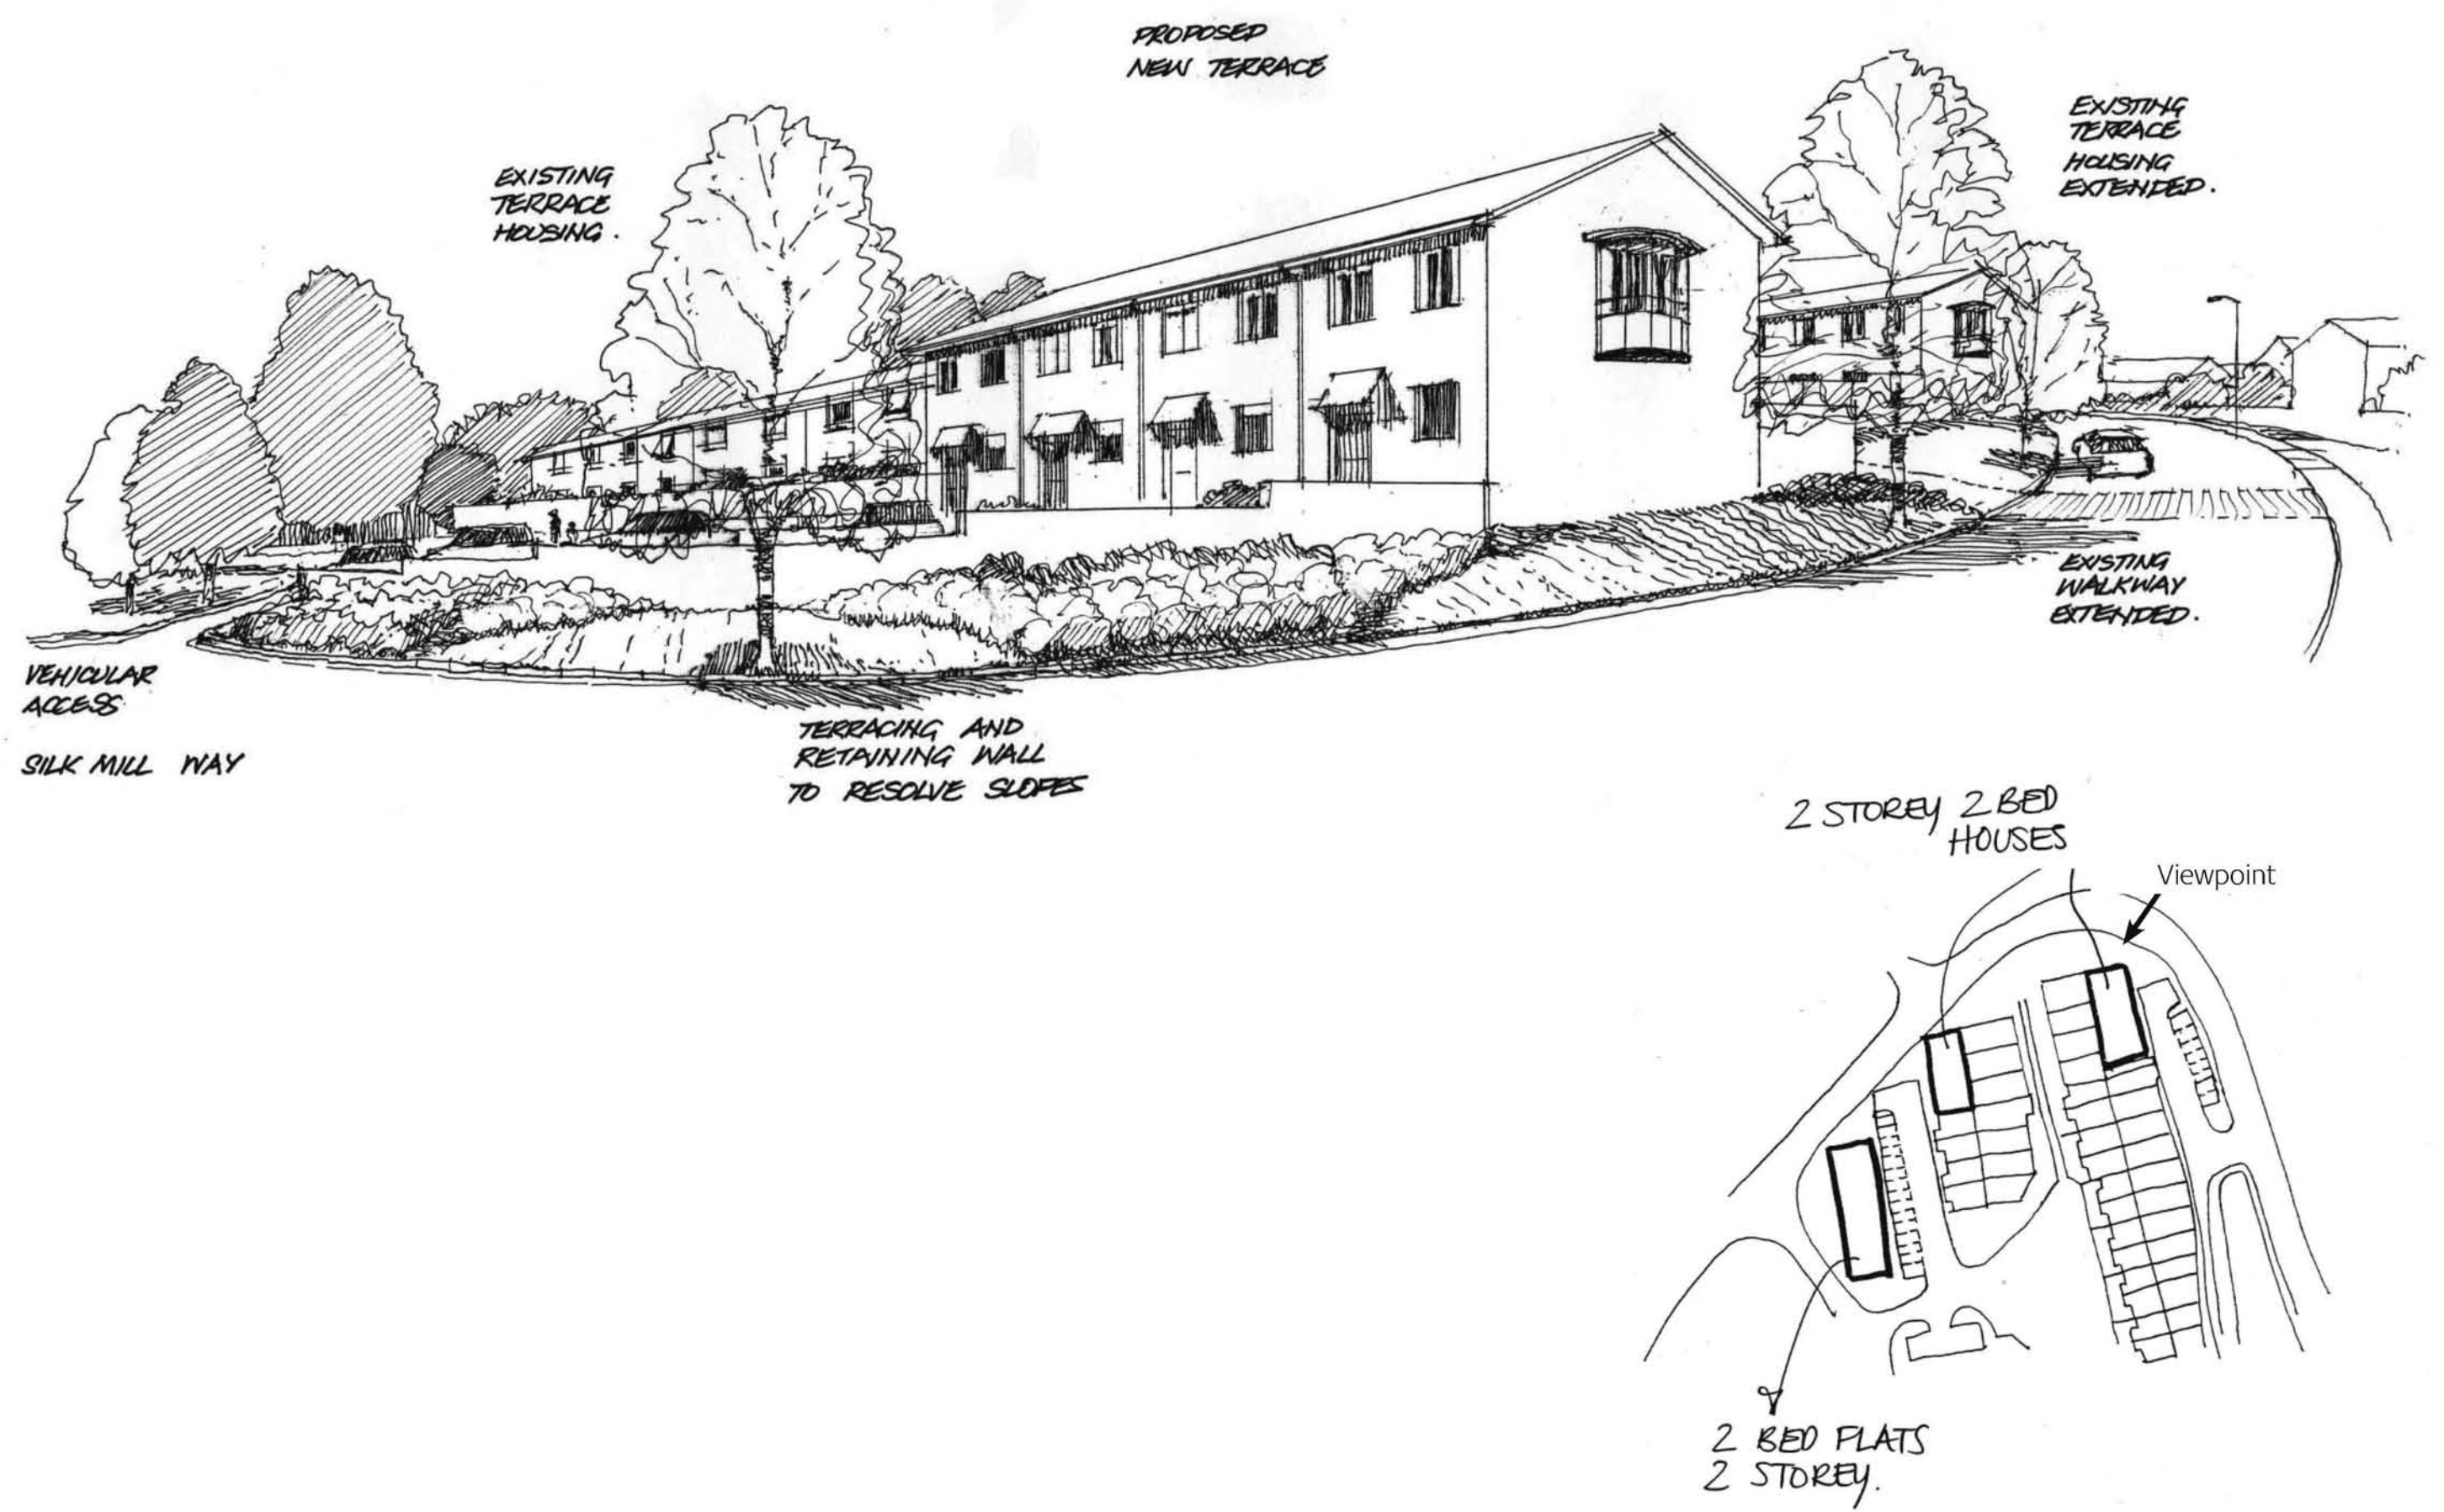 PROPOSED
NEW TERRACE
EXISTING
TERRACE
HOUSING
EXTENDED.
EXISTING
TERRACE
HOUSING.
EXISTING
WALKWAY
EXTENDED.
VEHICULAR
ACCESS
SILK MILL WAY
TERRACING AND
RETAINING WALL
TO RESOLVE SLOPES
2 STOREY 2 BED
HOUSES
Viewpoint
2 BED FLATS
2 STOREY.